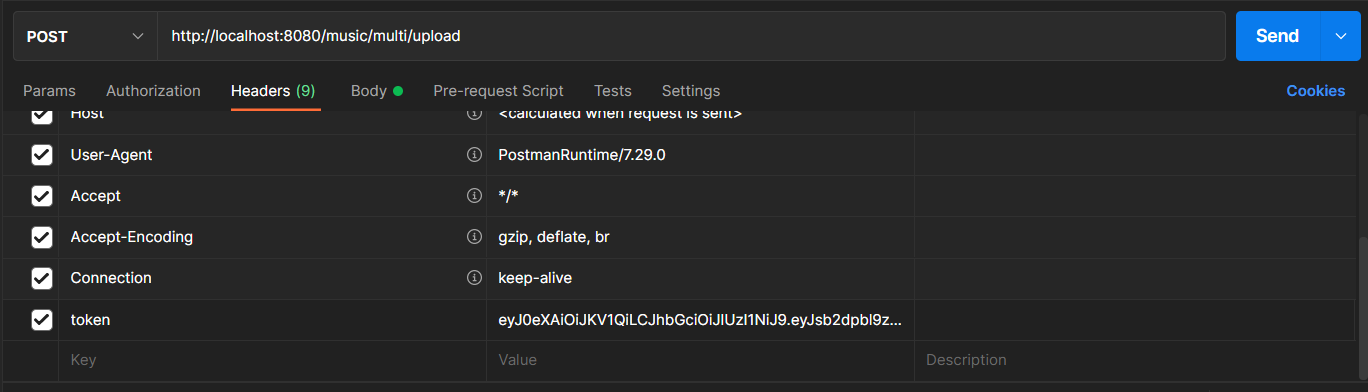 POST http://localhost:8080/music/multi/upload Send
Params Authorization Headers (9) Body Pre-request Script Tests Settings Cookies
Host <calculated when request is sent>
User-Agent PostmanRuntime/7.29.0
Accept */*
Accept-Encoding gzip, deflate, br
Connection keep-alive
token eyJ0eXAiOiJKV1QiLCJhbGciOiJIUzI1NiJ9.eyJsb2dpbl9z...
Key Value Description